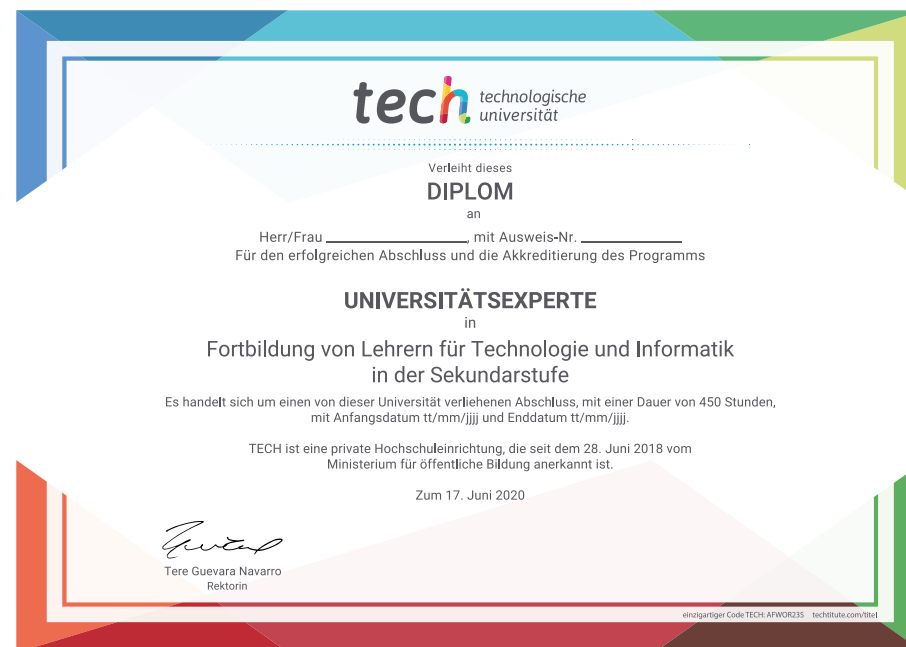 tech technologische
universität
Verleiht dieses
DIPLOM
an
Herr/Frau ____________, mit Ausweis-Nr. ____________
Für den erfolgreichen Abschluss und die Akkreditierung des Programms
UNIVERSITÄTSEXPERTE
in
Fortbildung von Lehrern für Technologie und Informatik
in der Sekundarstufe
Es handelt sich um einen von dieser Universität verliehenen Abschluss, mit einer Dauer von 450 Stunden,
mit Anfangsdatum tt/mm/jjjj und Enddatum tt/mm/jjjj.
TECH ist eine private Hochschuleinrichtung, die seit dem 28. Juni 2018 vom
Ministerium für öffentliche Bildung anerkannt ist.
Zum 17. Juni 2020
Tere Guevara Navarro
Rektorin
einzigartiger Code TECH: AFWOR23S techtitute.com/titel